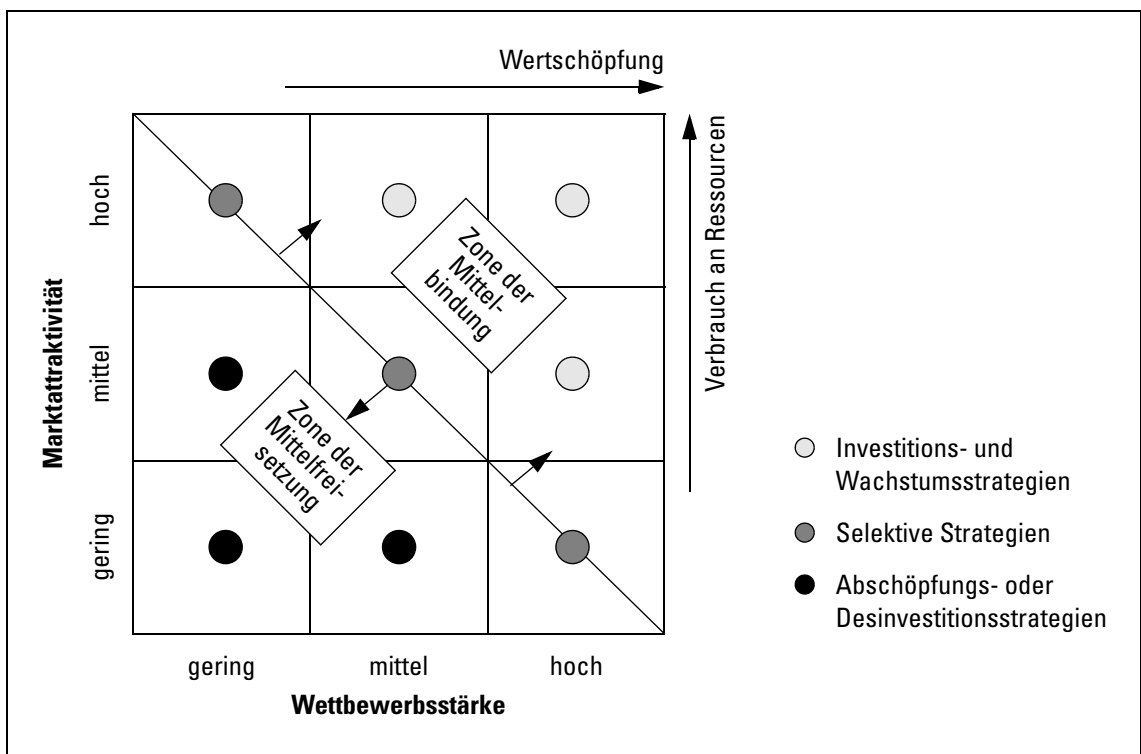 Wertschöpfung
Verbrauch an Ressourcen
hoch
mittel
gering
Marktattraktivität
Zone der
Mittel-
bindung
Zone der
Mittelfrei-
setzung
gering
mittel
hoch
Wettbewerbsstärke
Investitions- und
Wachstumsstrategien
Selektive Strategien
Abschöpfungs- oder
Desinvestitionsstrategien